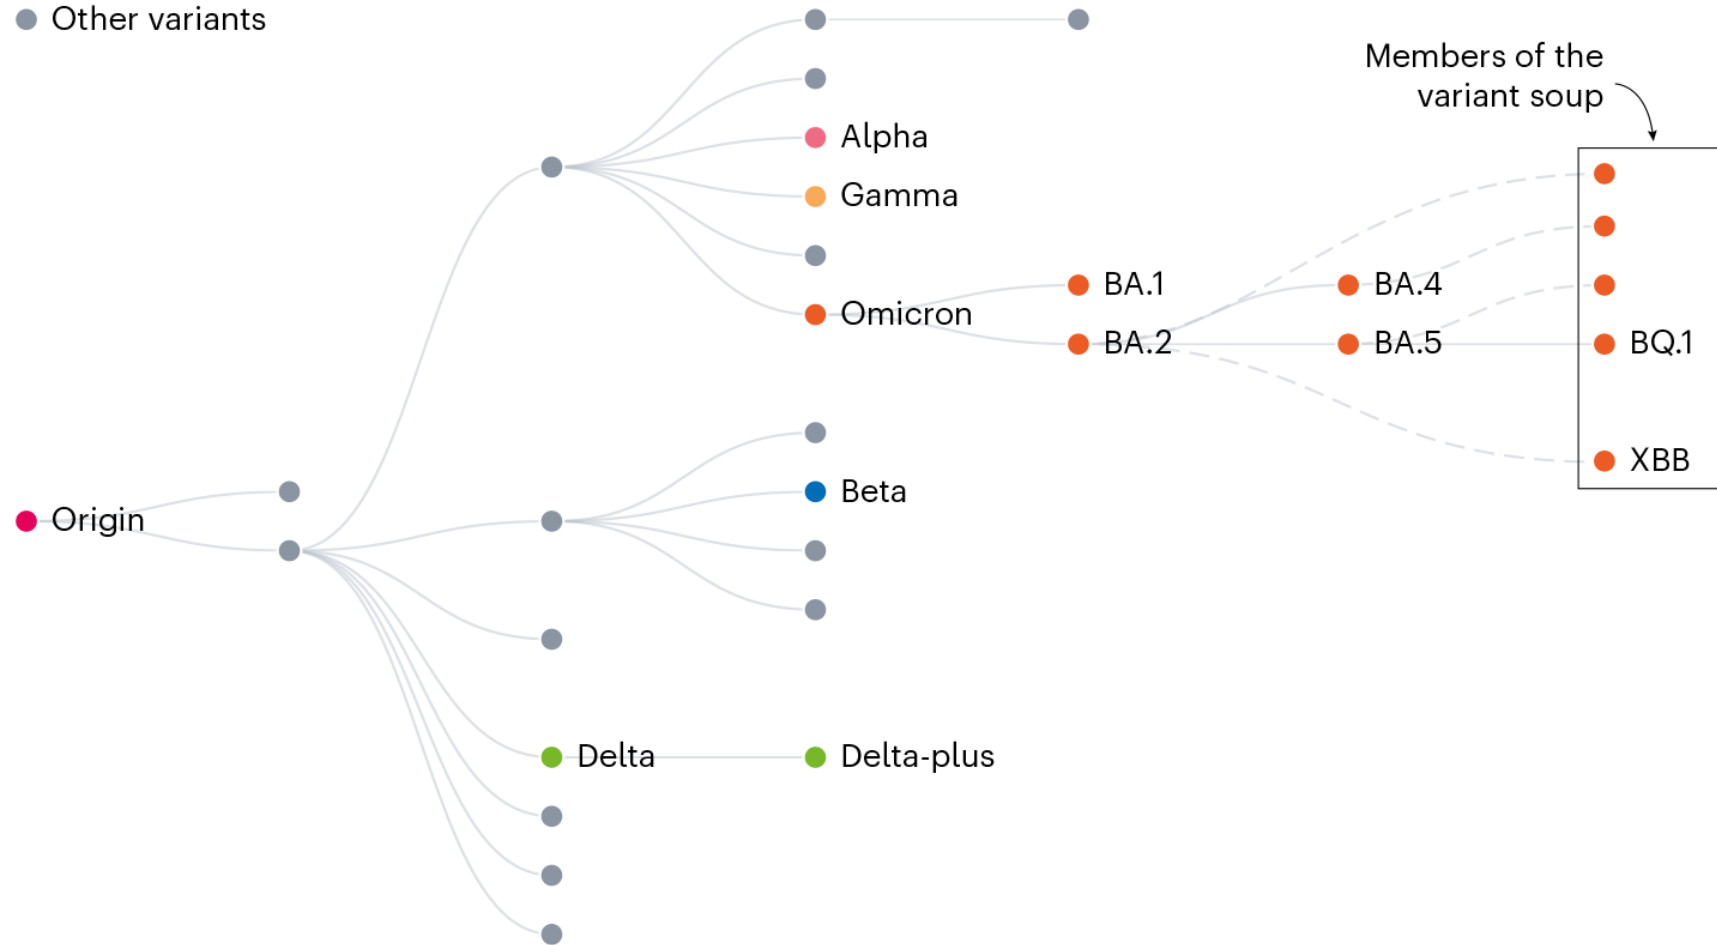 Other variants
Members of the
variant soup
Alpha
Gamma
BA.1
BA.4
Omicron
BA.2
BA.5
BQ.1
XBB
Beta
Origin
Delta
Delta-plus